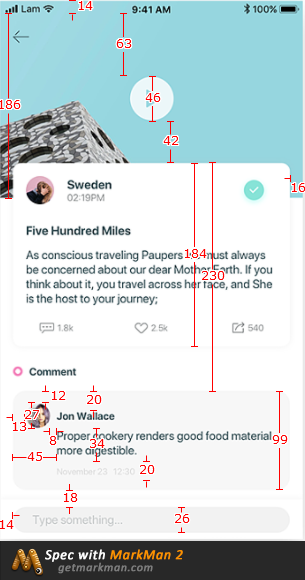 Lam 9:41 AM 100%
14
63
186
46
42
16
Sweden
02:19PM
Five Hundred Miles
184
As conscious traveling Paupers must always
be concerned about our dear Mother Earth. If you
think about it, you travel across her face, and She
is the host to your journey;
230
1.8k 2.5k 540
Comment
12 20
27 Jon Wallace
13
8 Proper cookery renders good food material
34 more digestible.
99
45
November 23 12:30
20
18
14 Type something... 26
Spec with MarkMan 2
getmarkman.com